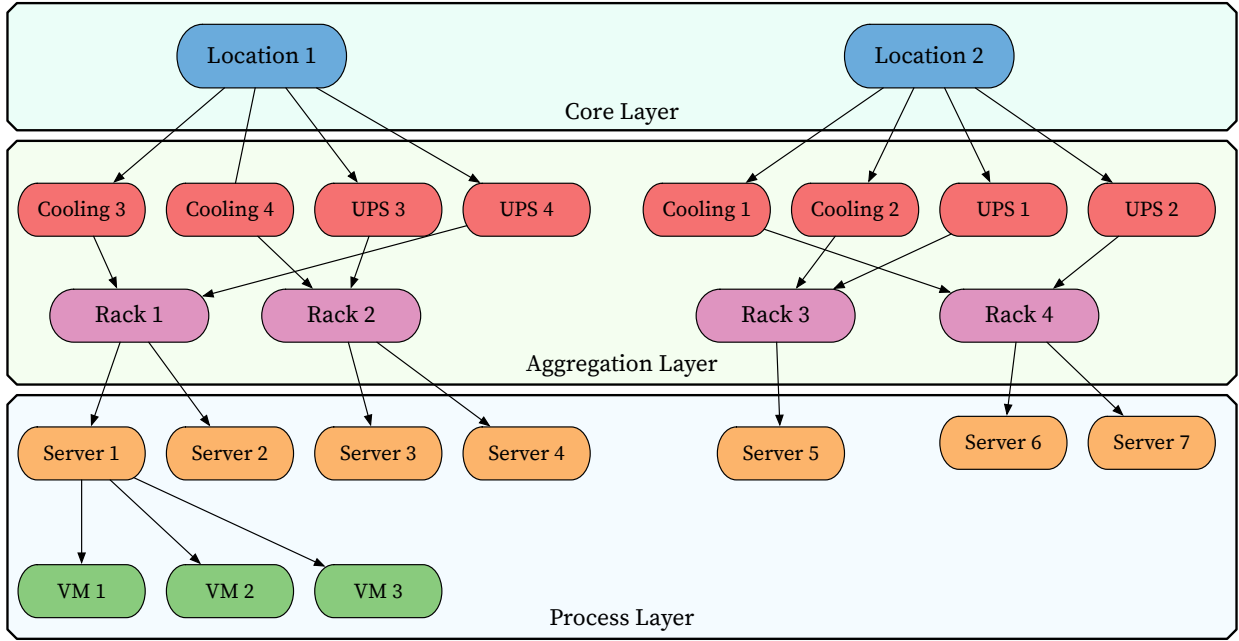 Location 1
Location 2
Core Layer
Cooling 3
Cooling 4
UPS 3
UPS 4
Cooling 1
Cooling 2
UPS 1
UPS 2
Rack 1
Rack 2
Rack 3
Rack 4
Aggregation Layer
Server 1
Server 2
Server 3
Server 4
Server 5
Server 6
Server 7
VM 1
VM 2
VM 3
Process Layer